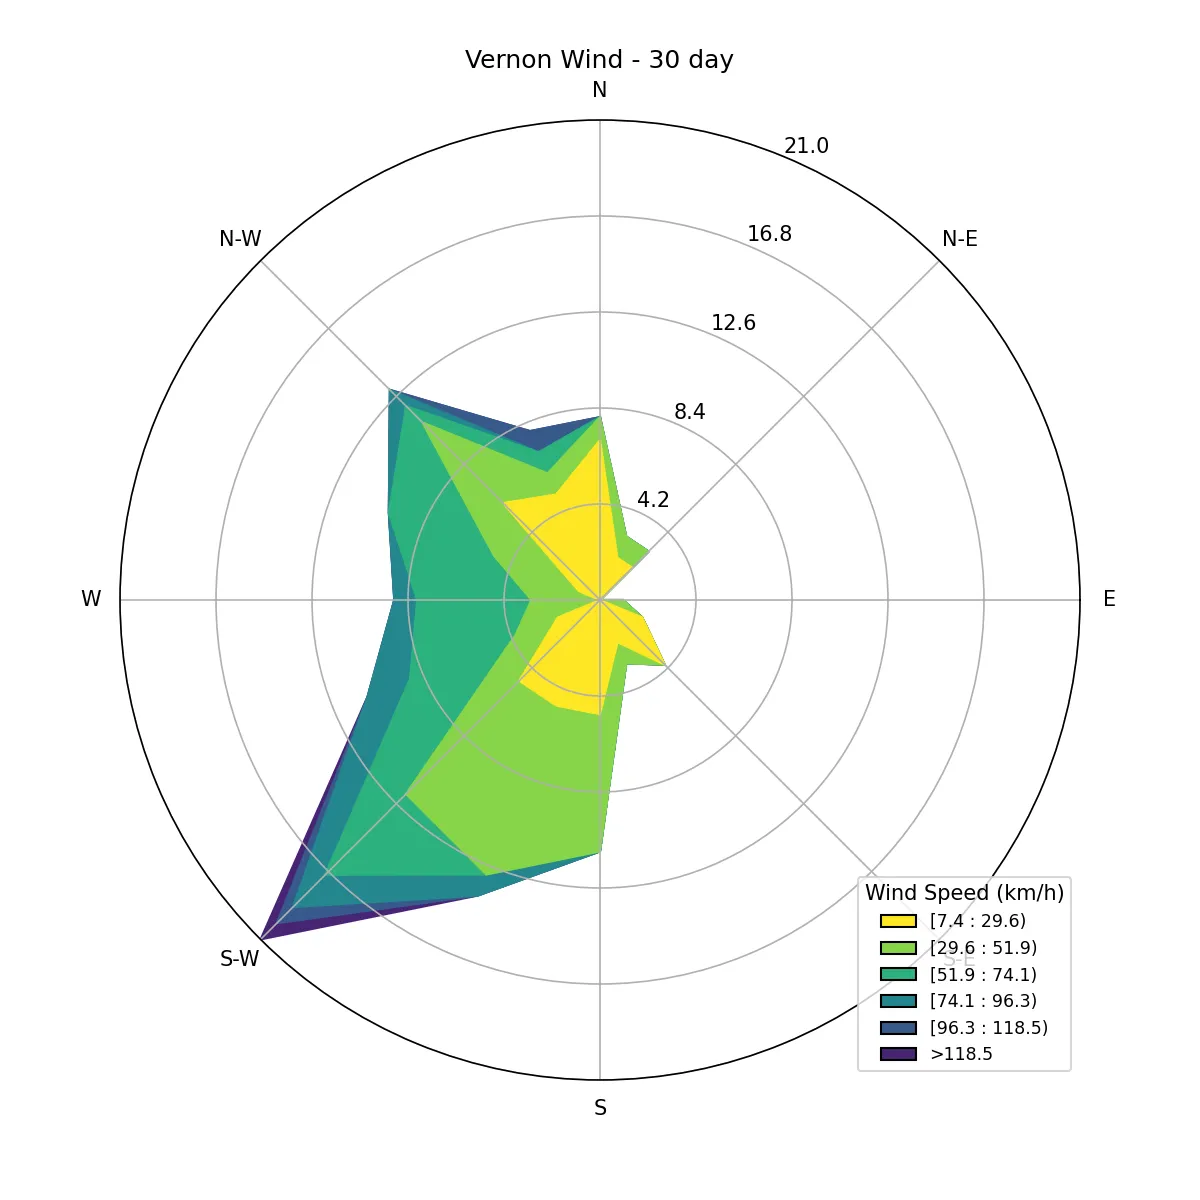 Vernon Wind - 30 day
N
21.0
16.8
N-W
N-E
12.6
8.4
4.2
W
E
Wind Speed (km/h)
[7.4 : 29.6)
[29.6 : 51.9)
S-W
S-E
[51.9 : 74.1)
[74.1 : 96.3)
[96.3 : 118.5)
>118.5
S